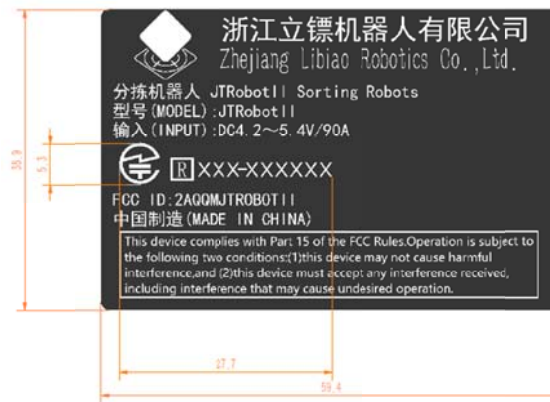 浙江立镖机器人有限公司
Zhejiang Libiao Robotics Co.,Ltd.
分拣机器人 JTRobotII Sorting Robots
型号(MODEL):JTRobotII
输入(INPUT):DC4.2～5.4V/90A
R XXX-XXXXXX
FCC ID:2AQQMJTROBOTII
中国制造(MADE IN CHINA)
This device complies with Part 15 of the FCC Rules.Operation is subject to
the following two conditions:(1)this device may not cause harmful
interference,and (2)this device must accept any interference received,
including interference that may cause undesired operation.
38.9
5.3
27.7
59.4